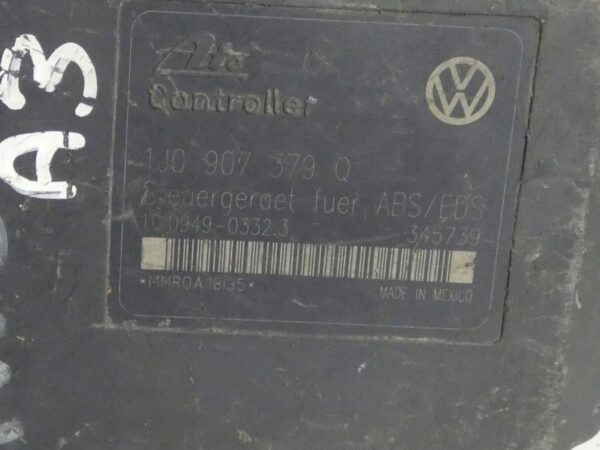 A3
Ate
Controller
1J0 907 379 Q
Steuergeraet fuer ABS/EDS
10.0949-0332.3 345739
*MMR0A18135*
MADE IN MEXICO